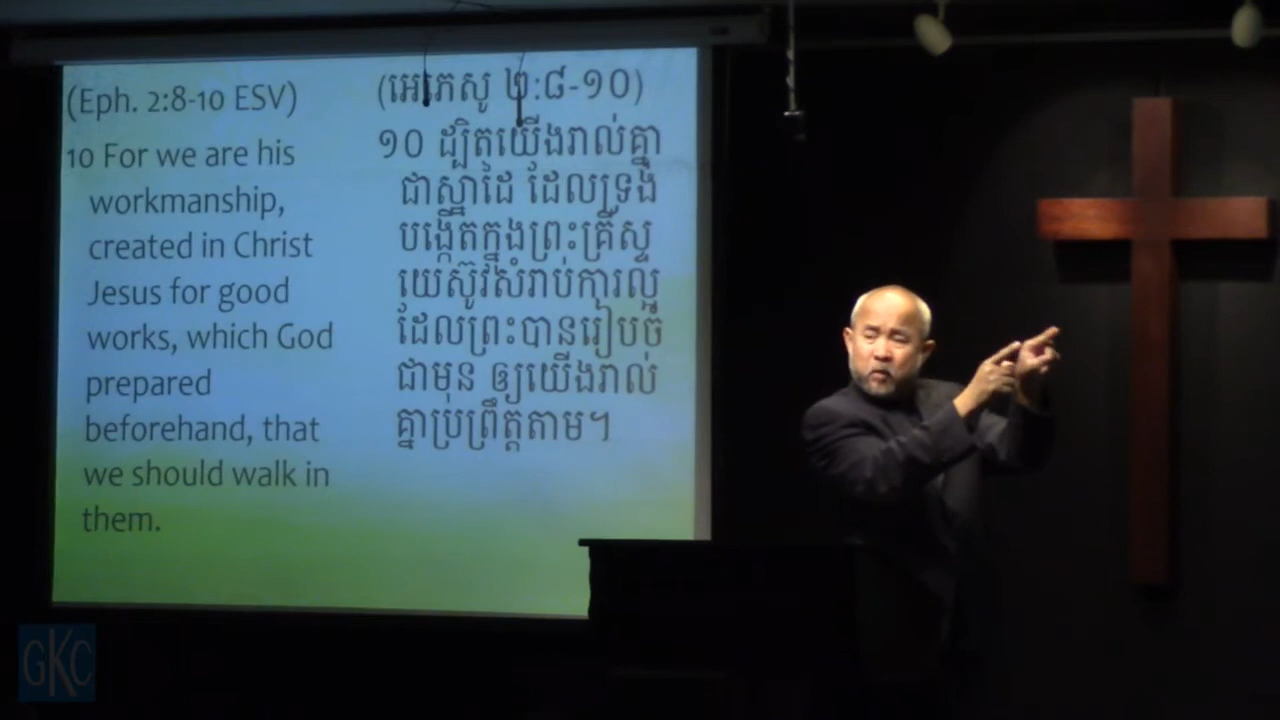 (Eph. 2:8-10 ESV)
10 For we are his
workmanship,
created in Christ
Jesus for good
works, which God
prepared
beforehand, that
we should walk in
them.
(អេភេសូ ២:៨-១០)
១០ ដ្បិតយើងរាល់គ្នា
ជាស្នាដៃ ដែលទ្រង់
បង្កើតក្នុងព្រះគ្រីស្ទ
យេស៊ូវសំរាប់ការល្អ
ដែលព្រះបានរៀបចំ
ជាមុន ឲ្យយើងរាល់
គ្នាប្រព្រឹត្តតាម។
GKC